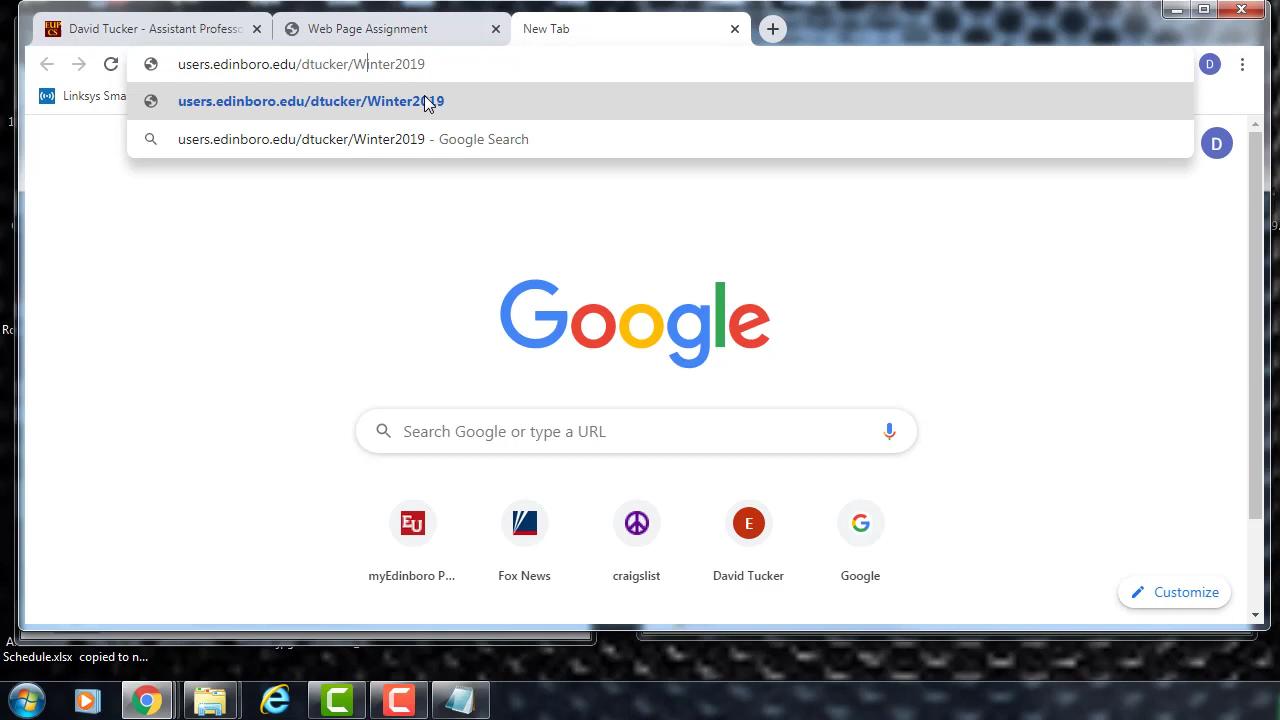 David Tucker - Assistant Professo
Web Page Assignment
New Tab
users.edinboro.edu/dtucker/Winter2019
D
Linksys Sma
users.edinboro.edu/dtucker/Winter2019
users.edinboro.edu/dtucker/Winter2019 - Google Search
D
Google
Search Google or type a URL
EU
E
G
myEdinboro P...
Fox News
craigslist
David Tucker
Google
Customize
Schedule.xlsx copied to n...